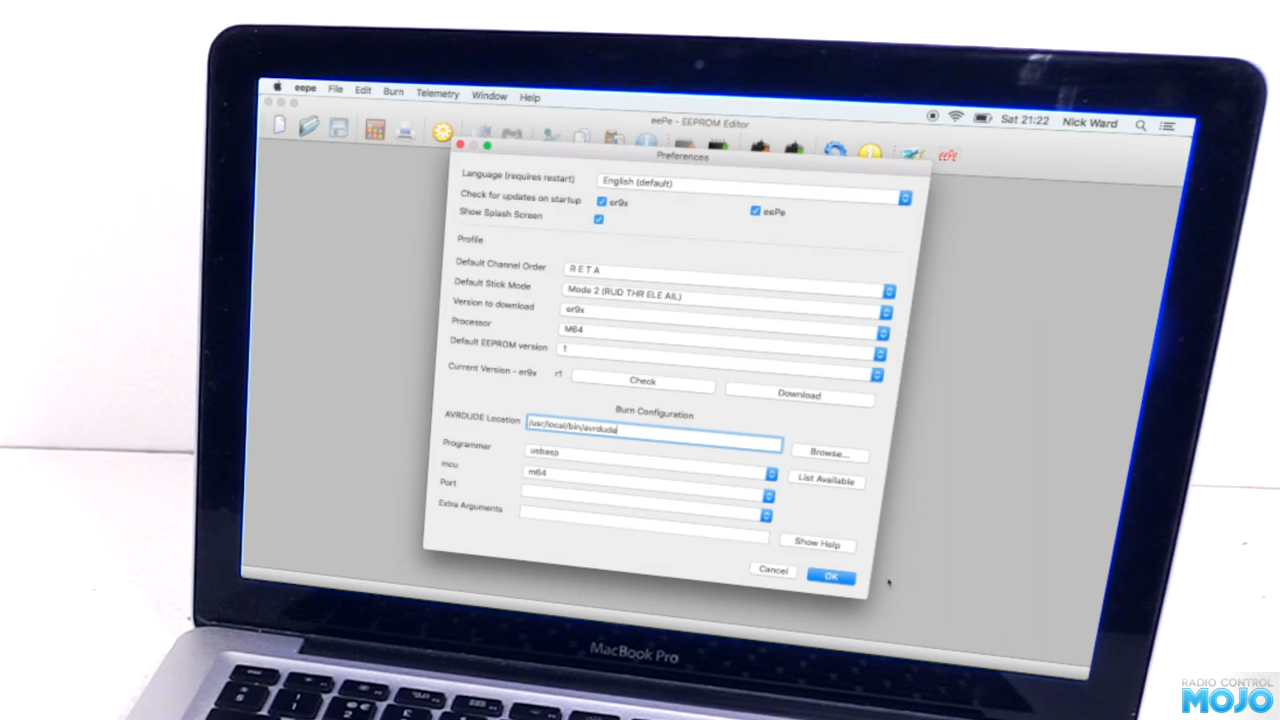 eepe File Edit Burn Telemetry Window Help
Sat 21:22 Nick Ward
eePe - EEPROM Editor
eePe
Preferences
Language (requires restart) English (default)
Check for updates on startup er9x eePe
Show Splash Screen
Profile
Default Channel Order R E T A
Default Stick Mode Mode 2 (RUD THR ELE AIL)
Version to download er9x
Processor M64
Default EEPROM version 1
Current Version - er9x r1 Check Download
Burn Configuration
AVRDUDE Location /usr/local/bin/avrdude Browse...
Programmer usbasp List Available
mcu m64
Port
Extra Arguments
Show Help
Cancel OK
MacBook Pro
RADIO CONTROL
MOJO